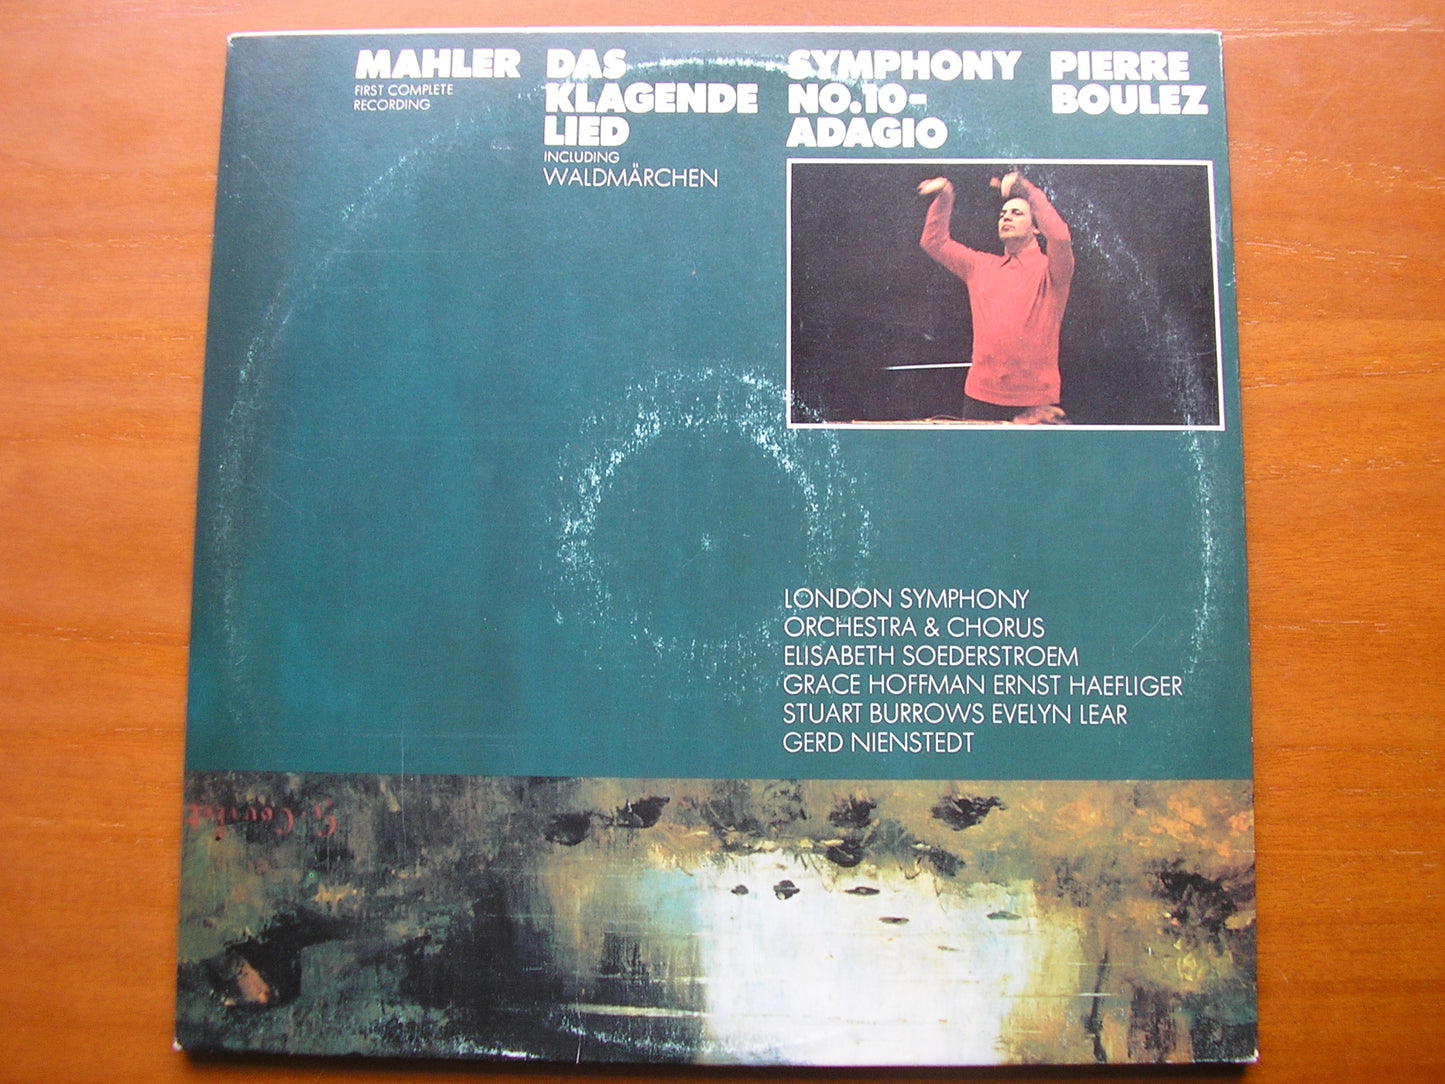 MAHLER
FIRST COMPLETE
RECORDING
DAS
KLAGENDE
LIED
INCLUDING
WALDMÄRCHEN
SYMPHONY
NO.10-
ADAGIO
PIERRE
BOULEZ
LONDON SYMPHONY
ORCHESTRA & CHORUS
ELISABETH SOEDERSTROEM
GRACE HOFFMAN ERNST HAEFLIGER
STUART BURROWS EVELYN LEAR
GERD NIENSTEDT
G. Courbet